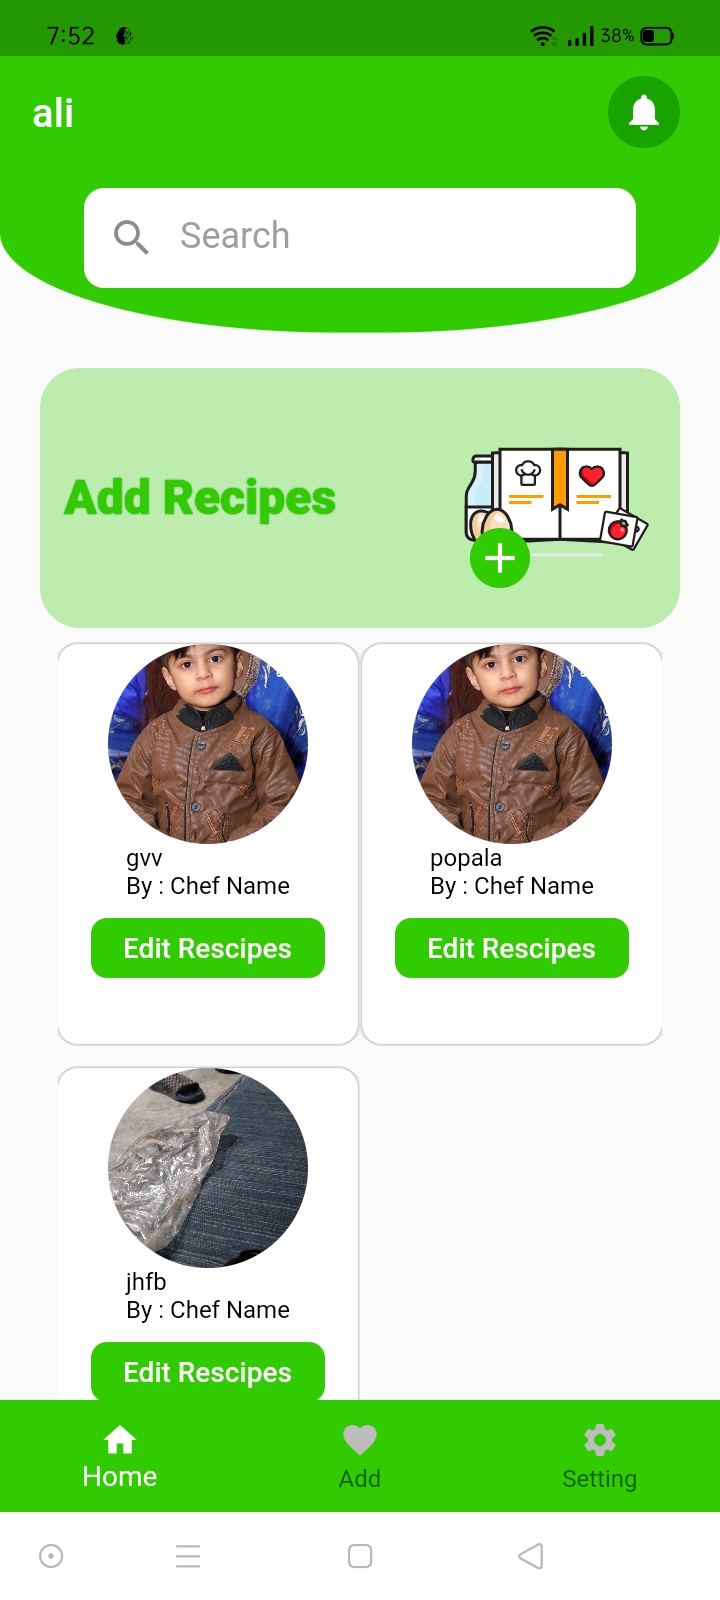 7:52
38%
ali
Search
Add Recipes
gvv
By : Chef Name
Edit Rescipes
popala
By : Chef Name
Edit Rescipes
jhfb
By : Chef Name
Edit Rescipes
Home
Add
Setting